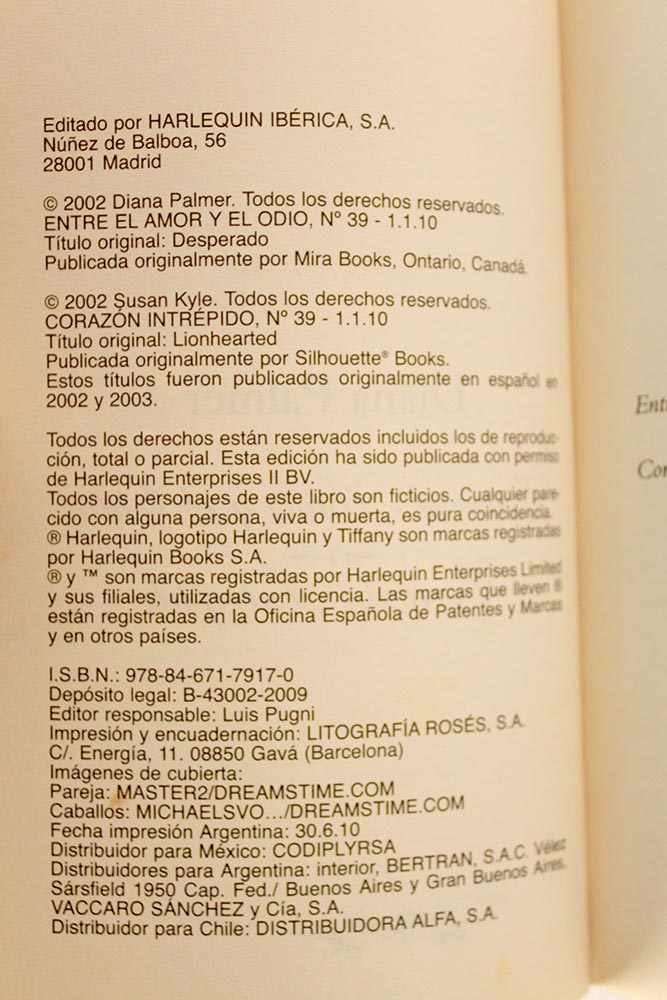 Editado por HARLEQUIN IBÉRICA, S.A.
Núñez de Balboa, 56
28001 Madrid
© 2002 Diana Palmer. Todos los derechos reservados.
ENTRE EL AMOR Y EL ODIO, Nº 39 - 1.1.10
Título original: Desperado
Publicada originalmente por Mira Books, Ontario, Canadá.
© 2002 Susan Kyle. Todos los derechos reservados.
CORAZÓN INTRÉPIDO, Nº 39 - 1.1.10
Título original: Lionhearted
Publicada originalmente por Silhouette® Books.
Estos títulos fueron publicados originalmente en español en
2002 y 2003.
Todos los derechos están reservados incluidos los de reproduc-
ción, total o parcial. Esta edición ha sido publicada con permiso
de Harlequin Enterprises II BV.
Todos los personajes de este libro son ficticios. Cualquier pare-
cido con alguna persona, viva o muerta, es pura coincidencia.
® Harlequin, logotipo Harlequin y Tiffany son marcas registradas
por Harlequin Books S.A.
® y ™ son marcas registradas por Harlequin Enterprises Limited
y sus filiales, utilizadas con licencia. Las marcas que lleven ®
están registradas en la Oficina Española de Patentes y Marcas
y en otros países.
I.S.B.N.: 978-84-671-7917-0
Depósito legal: B-43002-2009
Editor responsable: Luis Pugni
Impresión y encuadernación: LITOGRAFÍA ROSÉS, S.A.
C/. Energía, 11. 08850 Gavá (Barcelona)
Imágenes de cubierta:
Pareja: MASTER2/DREAMSTIME.COM
Caballos: MICHAELSVO.../DREAMSTIME.COM
Fecha impresión Argentina: 30.6.10
Distribuidor para México: CODIPLYRSA
Distribuidores para Argentina: interior, BERTRAN, S.A.C. Vélez
Sársfield 1950 Cap. Fed./ Buenos Aires y Gran Buenos Aires,
VACCARO SÁNCHEZ y Cía, S.A.
Distribuidor para Chile: DISTRIBUIDORA ALFA, S.A.